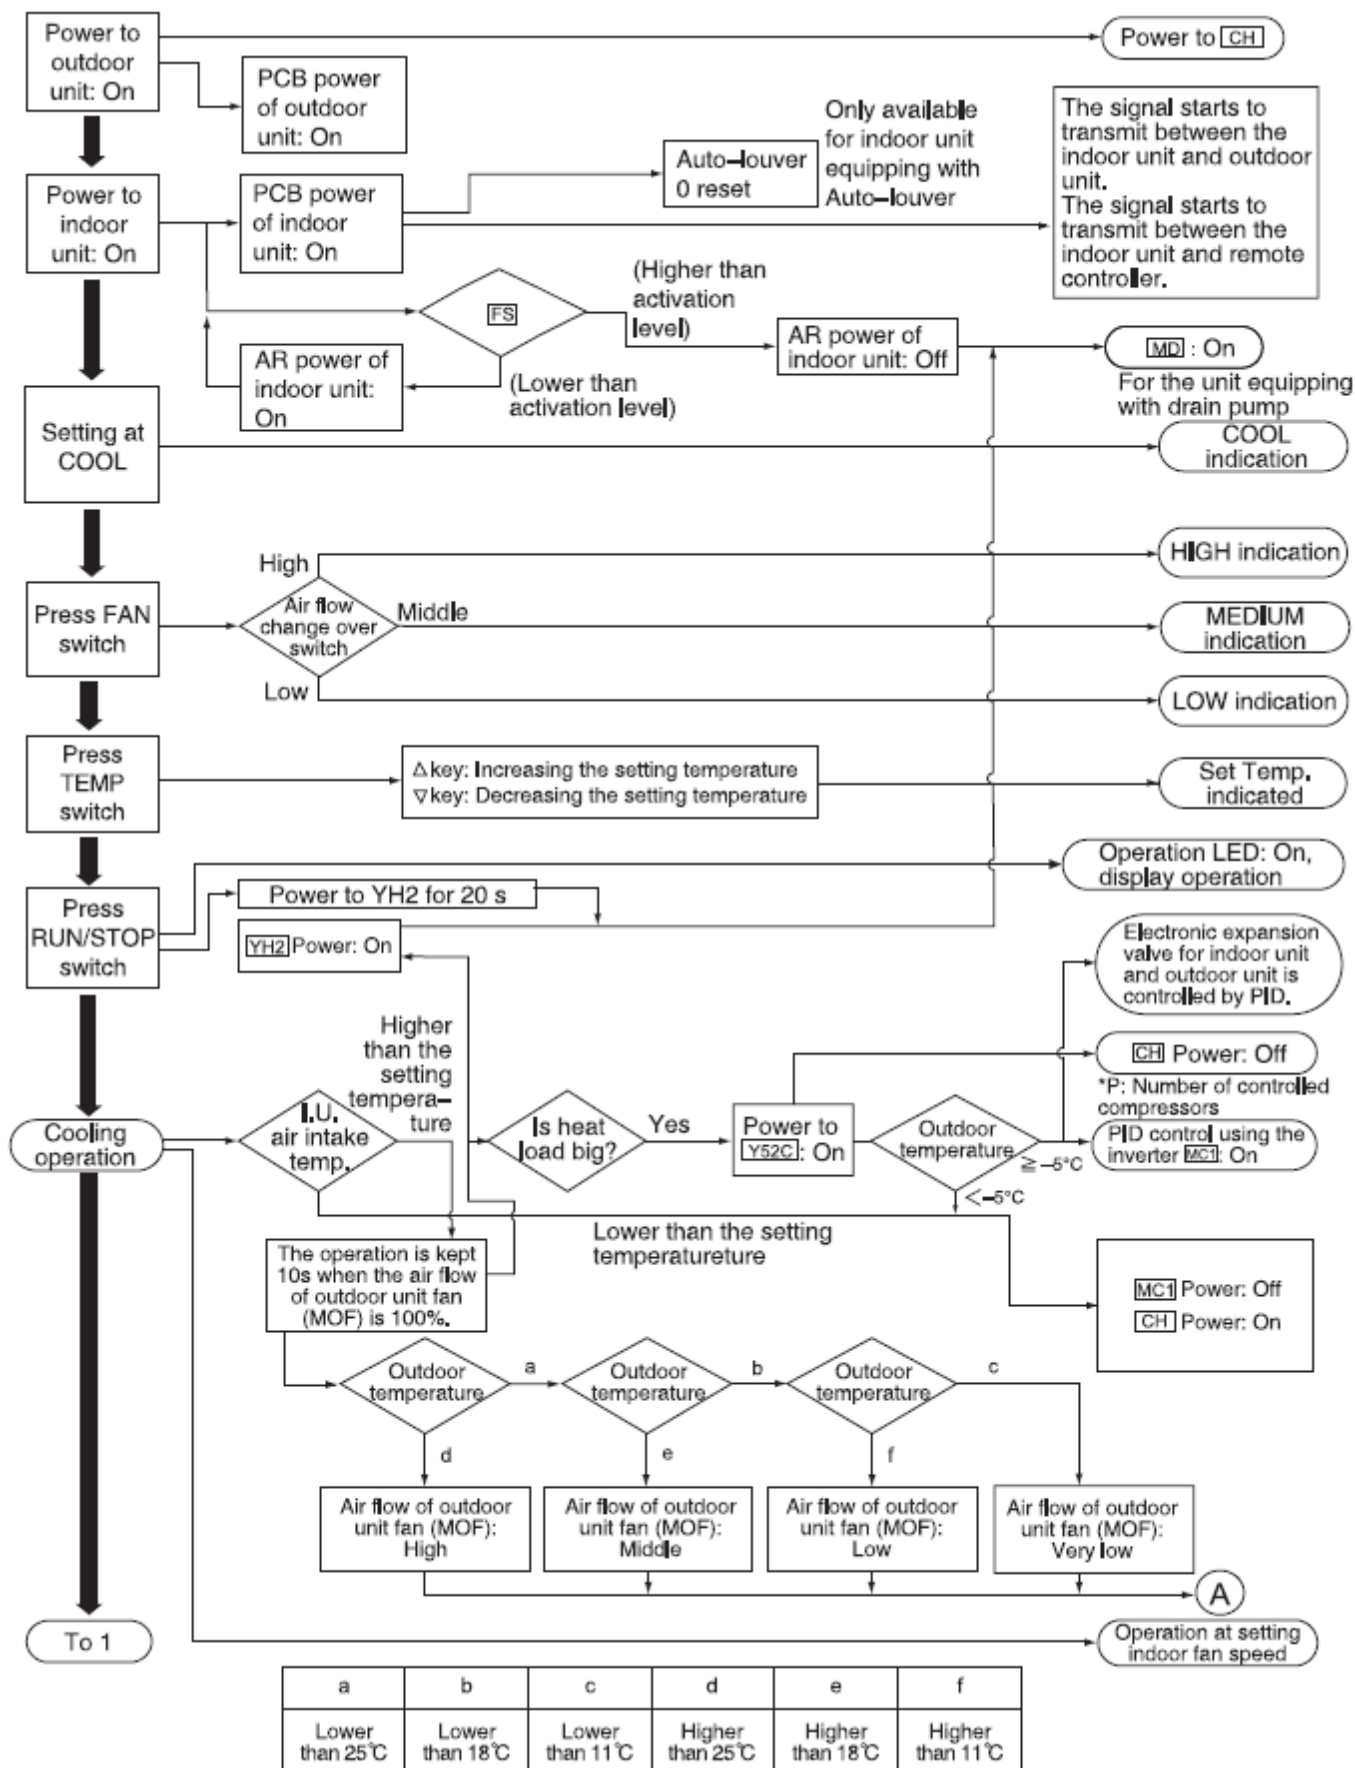 Power to
outdoor
unit: On
Power to CH
PCB power
of outdoor
unit: On
Only available
for indoor unit
equipping with
Auto-louver
The signal starts to
transmit between the
indoor unit and outdoor
unit.
The signal starts to
transmit between the
indoor unit and remote
controller.
Auto-louver
0 reset
Power to
indoor
unit: On
PCB power
of indoor
unit: On
FS
(Higher than
activation
level)
AR power of
indoor unit: Off
MD : On
For the unit equipping
with drain pump
AR power of
indoor unit:
On
(Lower than
activation level)
Setting at
COOL
COOL
indication
High
HIGH indication
Press FAN
switch
Air flow
change over
switch
Middle
MEDIUM
indication
Low
LOW indication
Press
TEMP
switch
△ key: Increasing the setting temperature
▽ key: Decreasing the setting temperature
Set Temp.
indicated
Operation LED: On,
display operation
Press
RUN/STOP
switch
Power to YH2 for 20 s
YH2 Power: On
Electronic expansion
valve for indoor unit
and outdoor unit is
controlled by PID.
Higher
than the
setting
tempera-
ture
CH Power: Off
*P: Number of controlled
compressors
Cooling
operation
I.U.
air intake
temp.
Is heat
load big?
Yes
Power to
Y52C : On
Outdoor
temperature
≧ -5°C
PID control using the
inverter MC1: On
<-5°C
Lower than the setting
temperatureture
The operation is kept
10s when the air flow
of outdoor unit fan
(MOF) is 100%.
MC1 Power: Off
CH Power: On
Outdoor
temperature
a
Outdoor
temperature
b
Outdoor
temperature
c
d
e
f
Air flow of outdoor
unit fan (MOF):
High
Air flow of outdoor
unit fan (MOF):
Middle
Air flow of outdoor
unit fan (MOF):
Low
Air flow of outdoor
unit fan (MOF):
Very low
A
To 1
Operation at setting
indoor fan speed
a b c d e f
Lower than 25°C Lower than 18°C Lower than 11°C Higher than 25°C Higher than 18°C Higher than 11°C